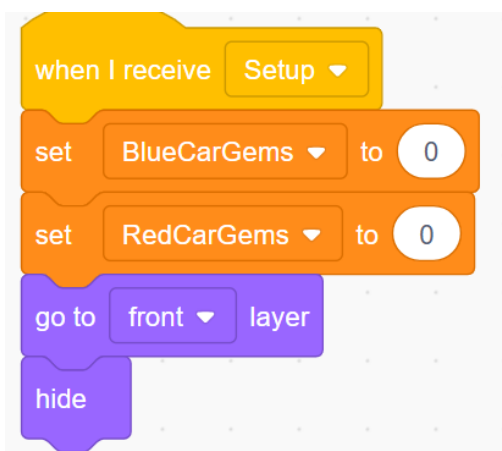 when I receive Setup
set BlueCarGems to 0
set RedCarGems to 0
go to front layer
hide